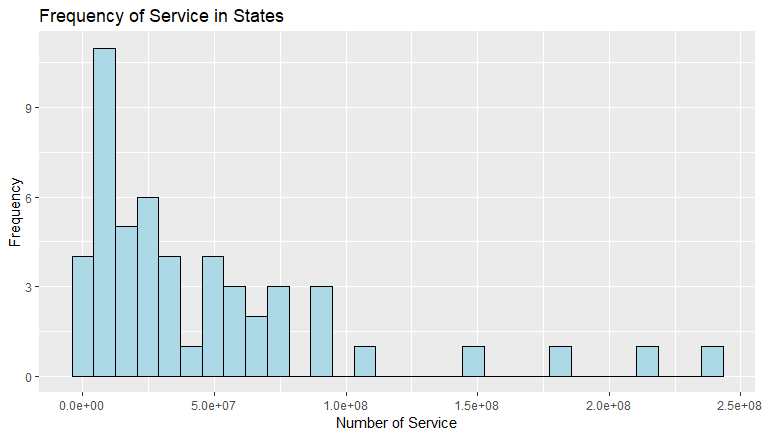 Frequency of Service in States
9
6
3
0
Frequency
0.0e+00 5.0e+07 1.0e+08 1.5e+08 2.0e+08 2.5e+08
Number of Service